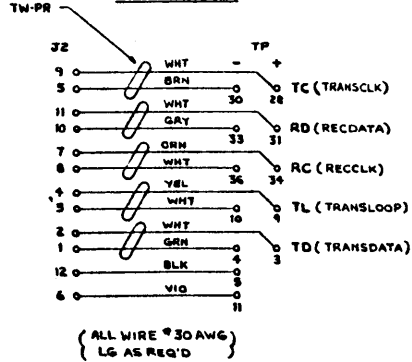 TW-PR
J2 TP
9 WHT - +
5 BRN 30 28 TC (TRANSCLK)
11 WHT
10 GRY 33 31 RD (RECDATA)
7 ORN
8 WHT 36 34 RC (RECCLK)
4 YEL
3 WHT 10 9 TL (TRANSLOOP)
2 WHT
1 GRN 4 3 TD (TRANSDATA)
12 BLK 5
6 VIO 11
(ALL WIRE #30 AWG
LG AS REQ'D)